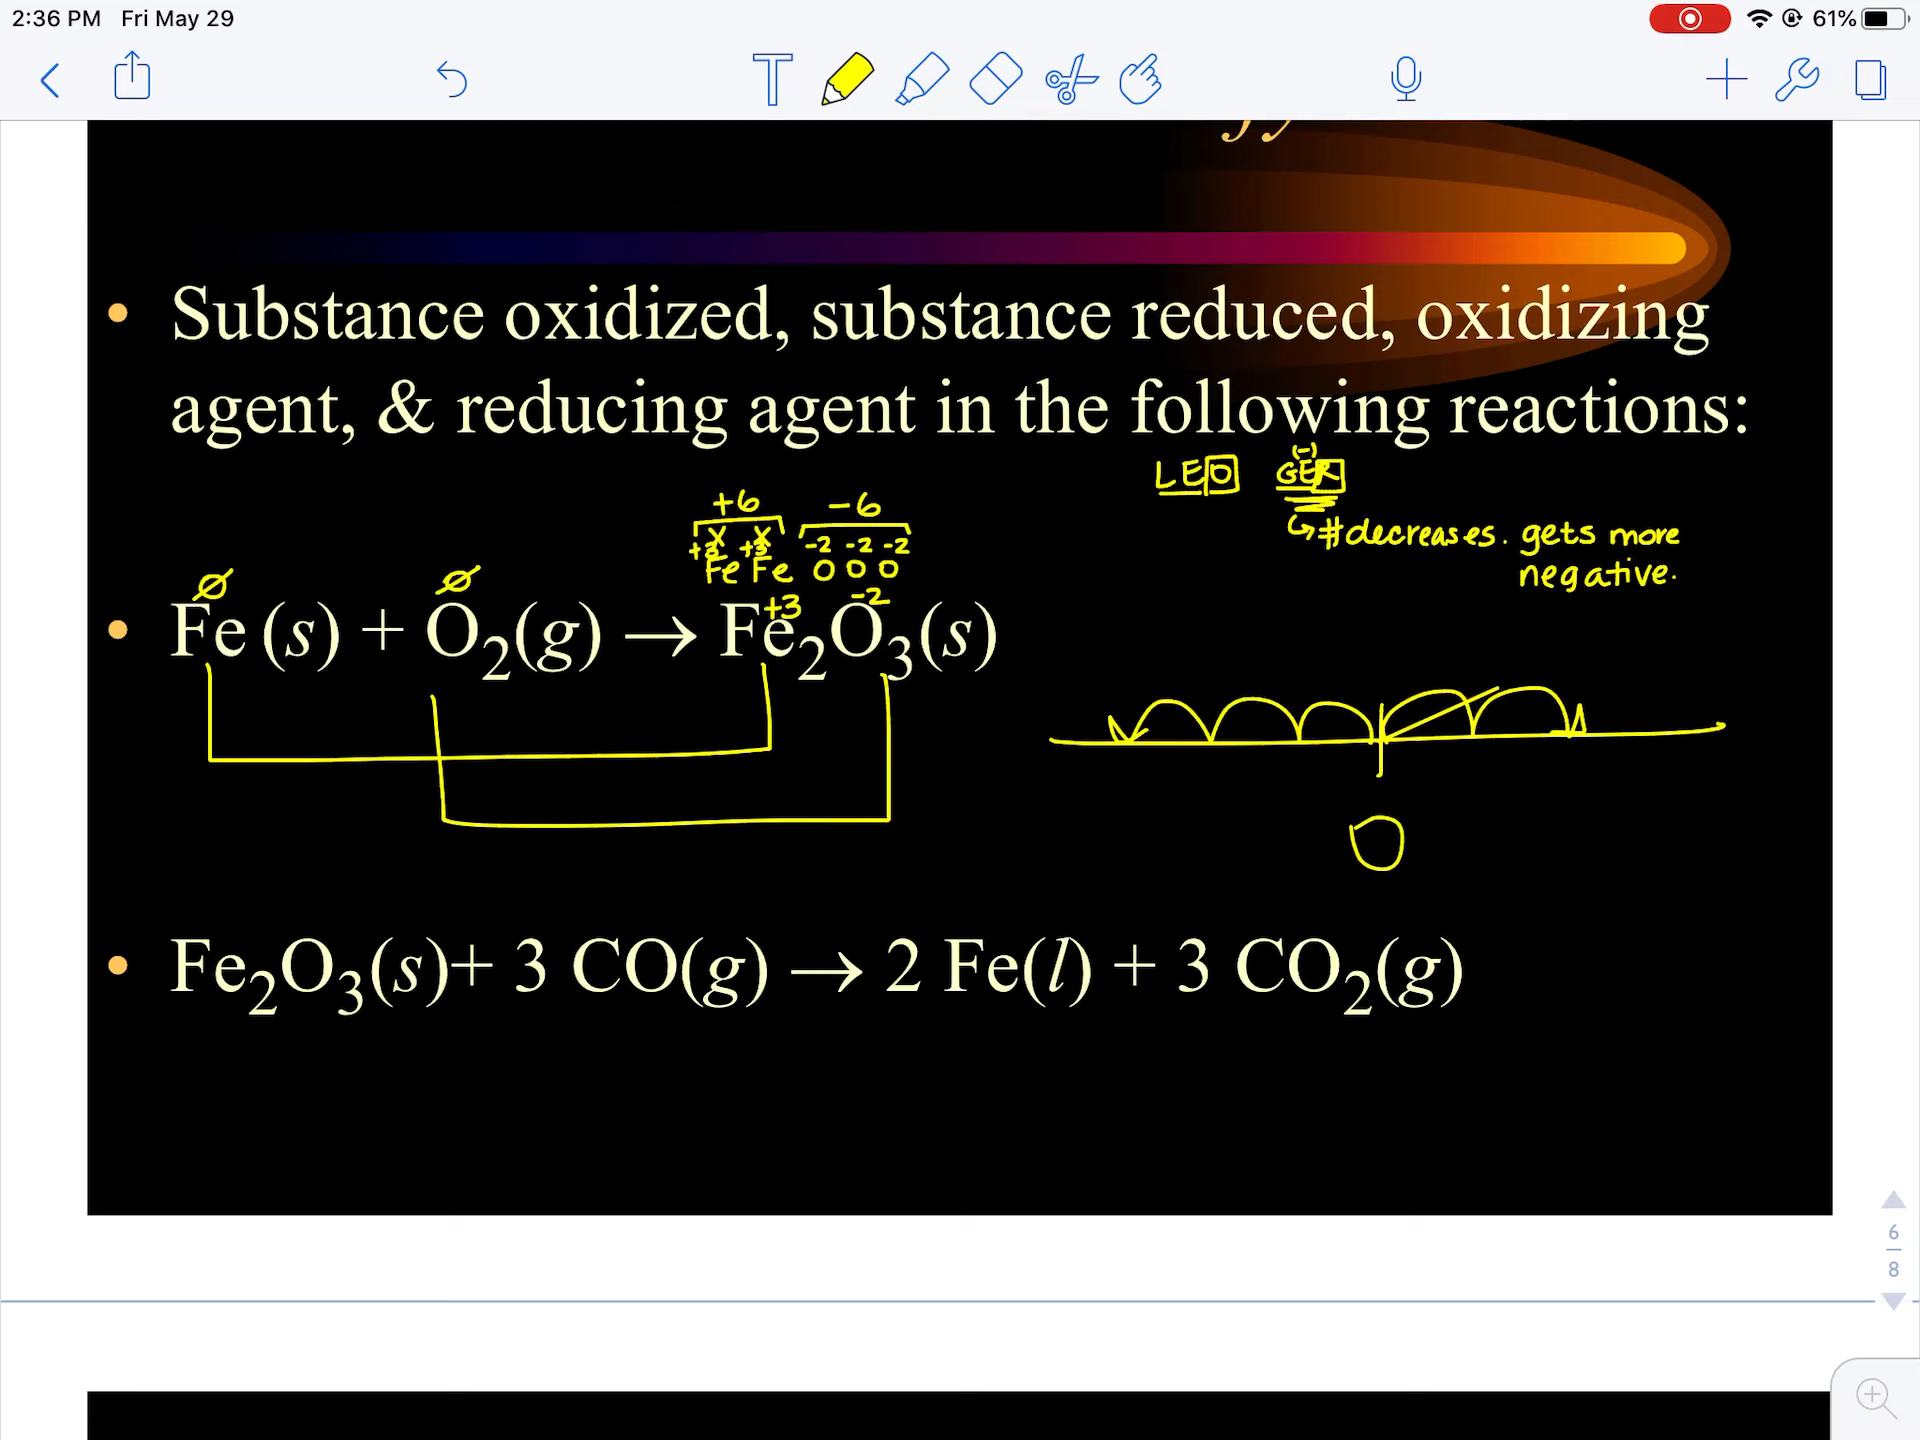 2:36 PM Fri May 29
61%
T
Substance oxidized, substance reduced, oxidizing
agent, & reducing agent in the following reactions:
LEO GER
(-)
↳ #decreases. gets more
negative.
+6 -6
X X
+3 +3 -2 -2 -2
Fe Fe O O O
∅ ∅ +3 -2
Fe (s) + O₂(g) → Fe₂O₃(s)
0
Fe₂O₃(s)+ 3 CO(g) → 2 Fe(l) + 3 CO₂(g)
6
8